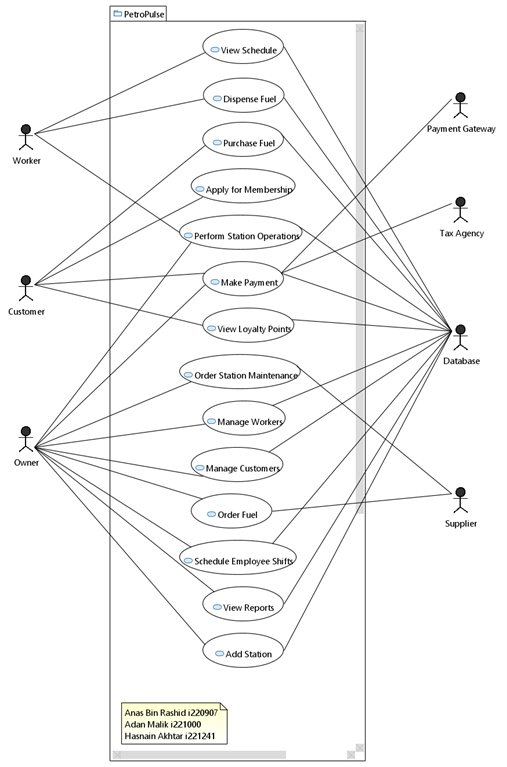 PetroPulse
View Schedule
Dispense Fuel
Payment Gateway
Purchase Fuel
Worker
Apply for Membership
Perform Station Operations
Tax Agency
Make Payment
Customer
View Loyalty Points
Database
Order Station Maintenance
Manage Workers
Owner
Manage Customers
Order Fuel
Supplier
Schedule Employee Shifts
View Reports
Add Station
Anas Bin Rashid i220907
Adan Malik i221000
Hasnain Akhtar i221241